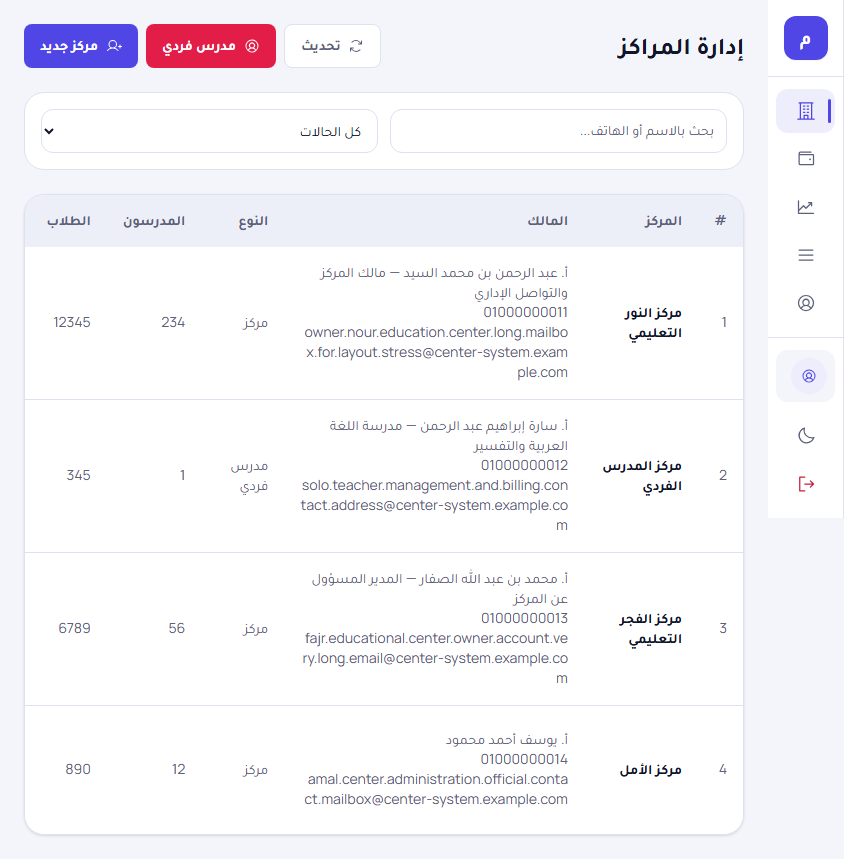 م
إدارة المراكز
تحديث
مدرس فردي
مركز جديد
بحث بالاسم أو الهاتف...
كل الحالات
# المركز المالك النوع المدرسون الطلاب
1
مركز النور
التعليمي
أ. عبد الرحمن بن محمد السيد — مالك المركز
والتواصل الإداري
01000000011
owner.nour.education.center.long.mailbo
x.for.layout.stress@center-system.exam
ple.com
مركز
234
12345
2
مركز المدرس
الفردي
أ. سارة إبراهيم عبد الرحمن — مدرسة اللغة
العربية والتفسير
01000000012
solo.teacher.management.and.billing.con
tact.address@center-system.example.co
m
مدرس
فردي
1
345
3
مركز الفجر
التعليمي
أ. محمد بن عبد الله الصفار — المدير المسؤول
عن المركز
01000000013
fajr.educational.center.owner.account.ve
ry.long.email@center-system.example.co
m
مركز
56
6789
4
مركز الأمل
أ. يوسف أحمد محمود
01000000014
amal.center.administration.official.conta
ct.mailbox@center-system.example.com
مركز
12
890